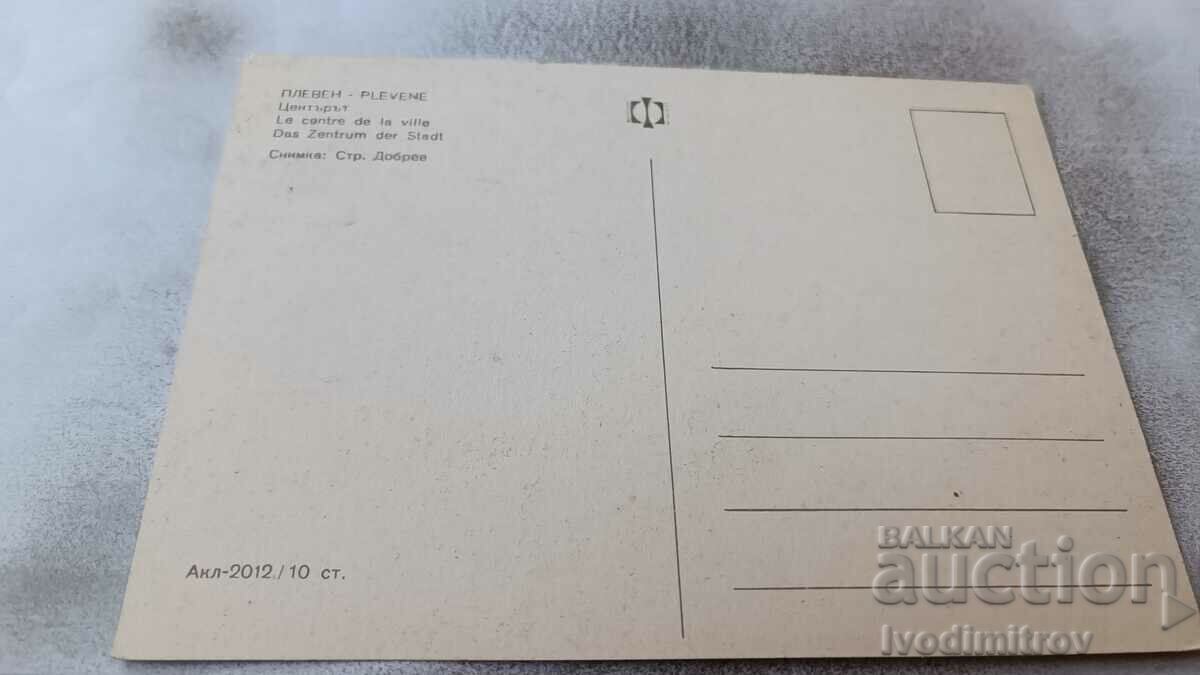 ПЛЕВЕН - PLEVENE
Центърът
Le centre de la ville
Das Zentrum der Stadt
Снимка: Стр. Добрев
Акл-2012/10 ст.
BALKAN
auction
Ivodimitrov